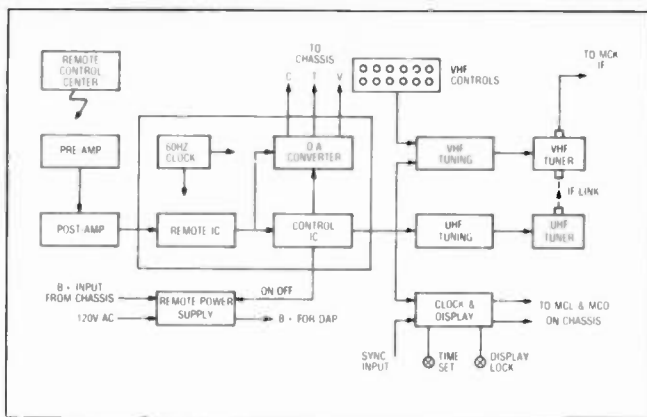 REMOTE
CONTROL
CENTER
TO
CHASSIS
C T V
VHF
CONTROLS
TO MCK
IF
PRE-AMP
60HZ
CLOCK
D A
CONVERTER
VHF
TUNING
VHF
TUNER
IF LINK
POST-AMP
REMOTE IC
CONTROL
IC
UHF
TUNING
UHF
TUNER
B + INPUT
FROM CHASSIS
120V AC
REMOTE POWER
SUPPLY
ON OFF
B + FOR DAP
CLOCK &
DISPLAY
TO MCL & MCO
ON CHASSIS
SYNC
INPUT
TIME
SET
DISPLAY
LOCK